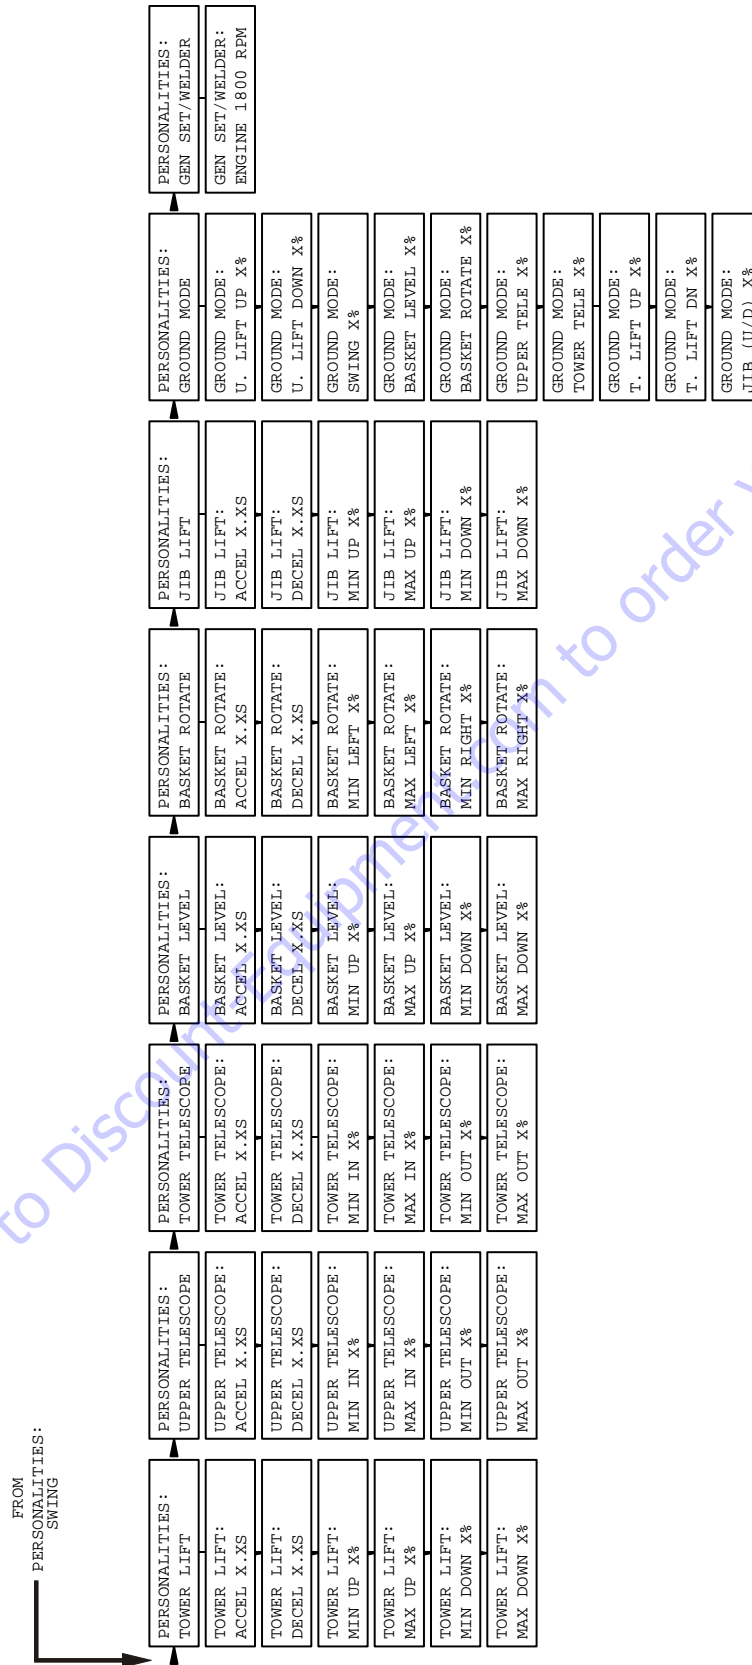 FROM
PERSONALITIES:
SWING
PERSONALITIES:
TOWER LIFT
TOWER LIFT:
ACCEL X.XS
TOWER LIFT:
DECEL X.XS
TOWER LIFT:
MIN UP X%
TOWER LIFT:
MAX UP X%
TOWER LIFT:
MIN DOWN X%
TOWER LIFT:
MAX DOWN X%
PERSONALITIES:
UPPER TELESCOPE
UPPER TELESCOPE:
ACCEL X.XS
UPPER TELESCOPE:
DECEL X.XS
UPPER TELESCOPE:
MIN IN X%
UPPER TELESCOPE:
MAX IN X%
UPPER TELESCOPE:
MIN OUT X%
UPPER TELESCOPE:
MAX OUT X%
PERSONALITIES:
TOWER TELESCOPE
TOWER TELESCOPE:
ACCEL X.XS
TOWER TELESCOPE:
DECEL X.XS
TOWER TELESCOPE:
MIN IN X%
TOWER TELESCOPE:
MAX IN X%
TOWER TELESCOPE:
MIN OUT X%
TOWER TELESCOPE:
MAX OUT X%
PERSONALITIES:
BASKET LEVEL
BASKET LEVEL:
ACCEL X.XS
BASKET LEVEL:
DECEL X.XS
BASKET LEVEL:
MIN UP X%
BASKET LEVEL:
MAX UP X%
BASKET LEVEL:
MIN DOWN X%
BASKET LEVEL:
MAX DOWN X%
PERSONALITIES:
BASKET ROTATE
BASKET ROTATE:
ACCEL X.XS
BASKET ROTATE:
DECEL X.XS
BASKET ROTATE:
MIN LEFT X%
BASKET ROTATE:
MAX LEFT X%
BASKET ROTATE:
MIN RIGHT X%
BASKET ROTATE:
MAX RIGHT X%
PERSONALITIES:
JIB LIFT
JIB LIFT:
ACCEL X.XS
JIB LIFT:
DECEL X.XS
JIB LIFT:
MIN UP X%
JIB LIFT:
MAX UP X%
JIB LIFT:
MIN DOWN X%
JIB LIFT:
MAX DOWN X%
PERSONALITIES:
GROUND MODE
GROUND MODE:
U. LIFT UP X%
GROUND MODE:
U. LIFT DOWN X%
GROUND MODE:
SWING X%
GROUND MODE:
BASKET LEVEL X%
GROUND MODE:
BASKET ROTATE X%
GROUND MODE:
UPPER TELE X%
GROUND MODE:
TOWER TELE X%
GROUND MODE:
T. LIFT UP X%
GROUND MODE:
T. LIFT DN X%
GROUND MODE:
JIB (U/D) X%
PERSONALITIES:
GEN SET/WELDER
GEN SET/WELDER:
ENGINE 1800 RPM
to Discount-Equipment.com to order